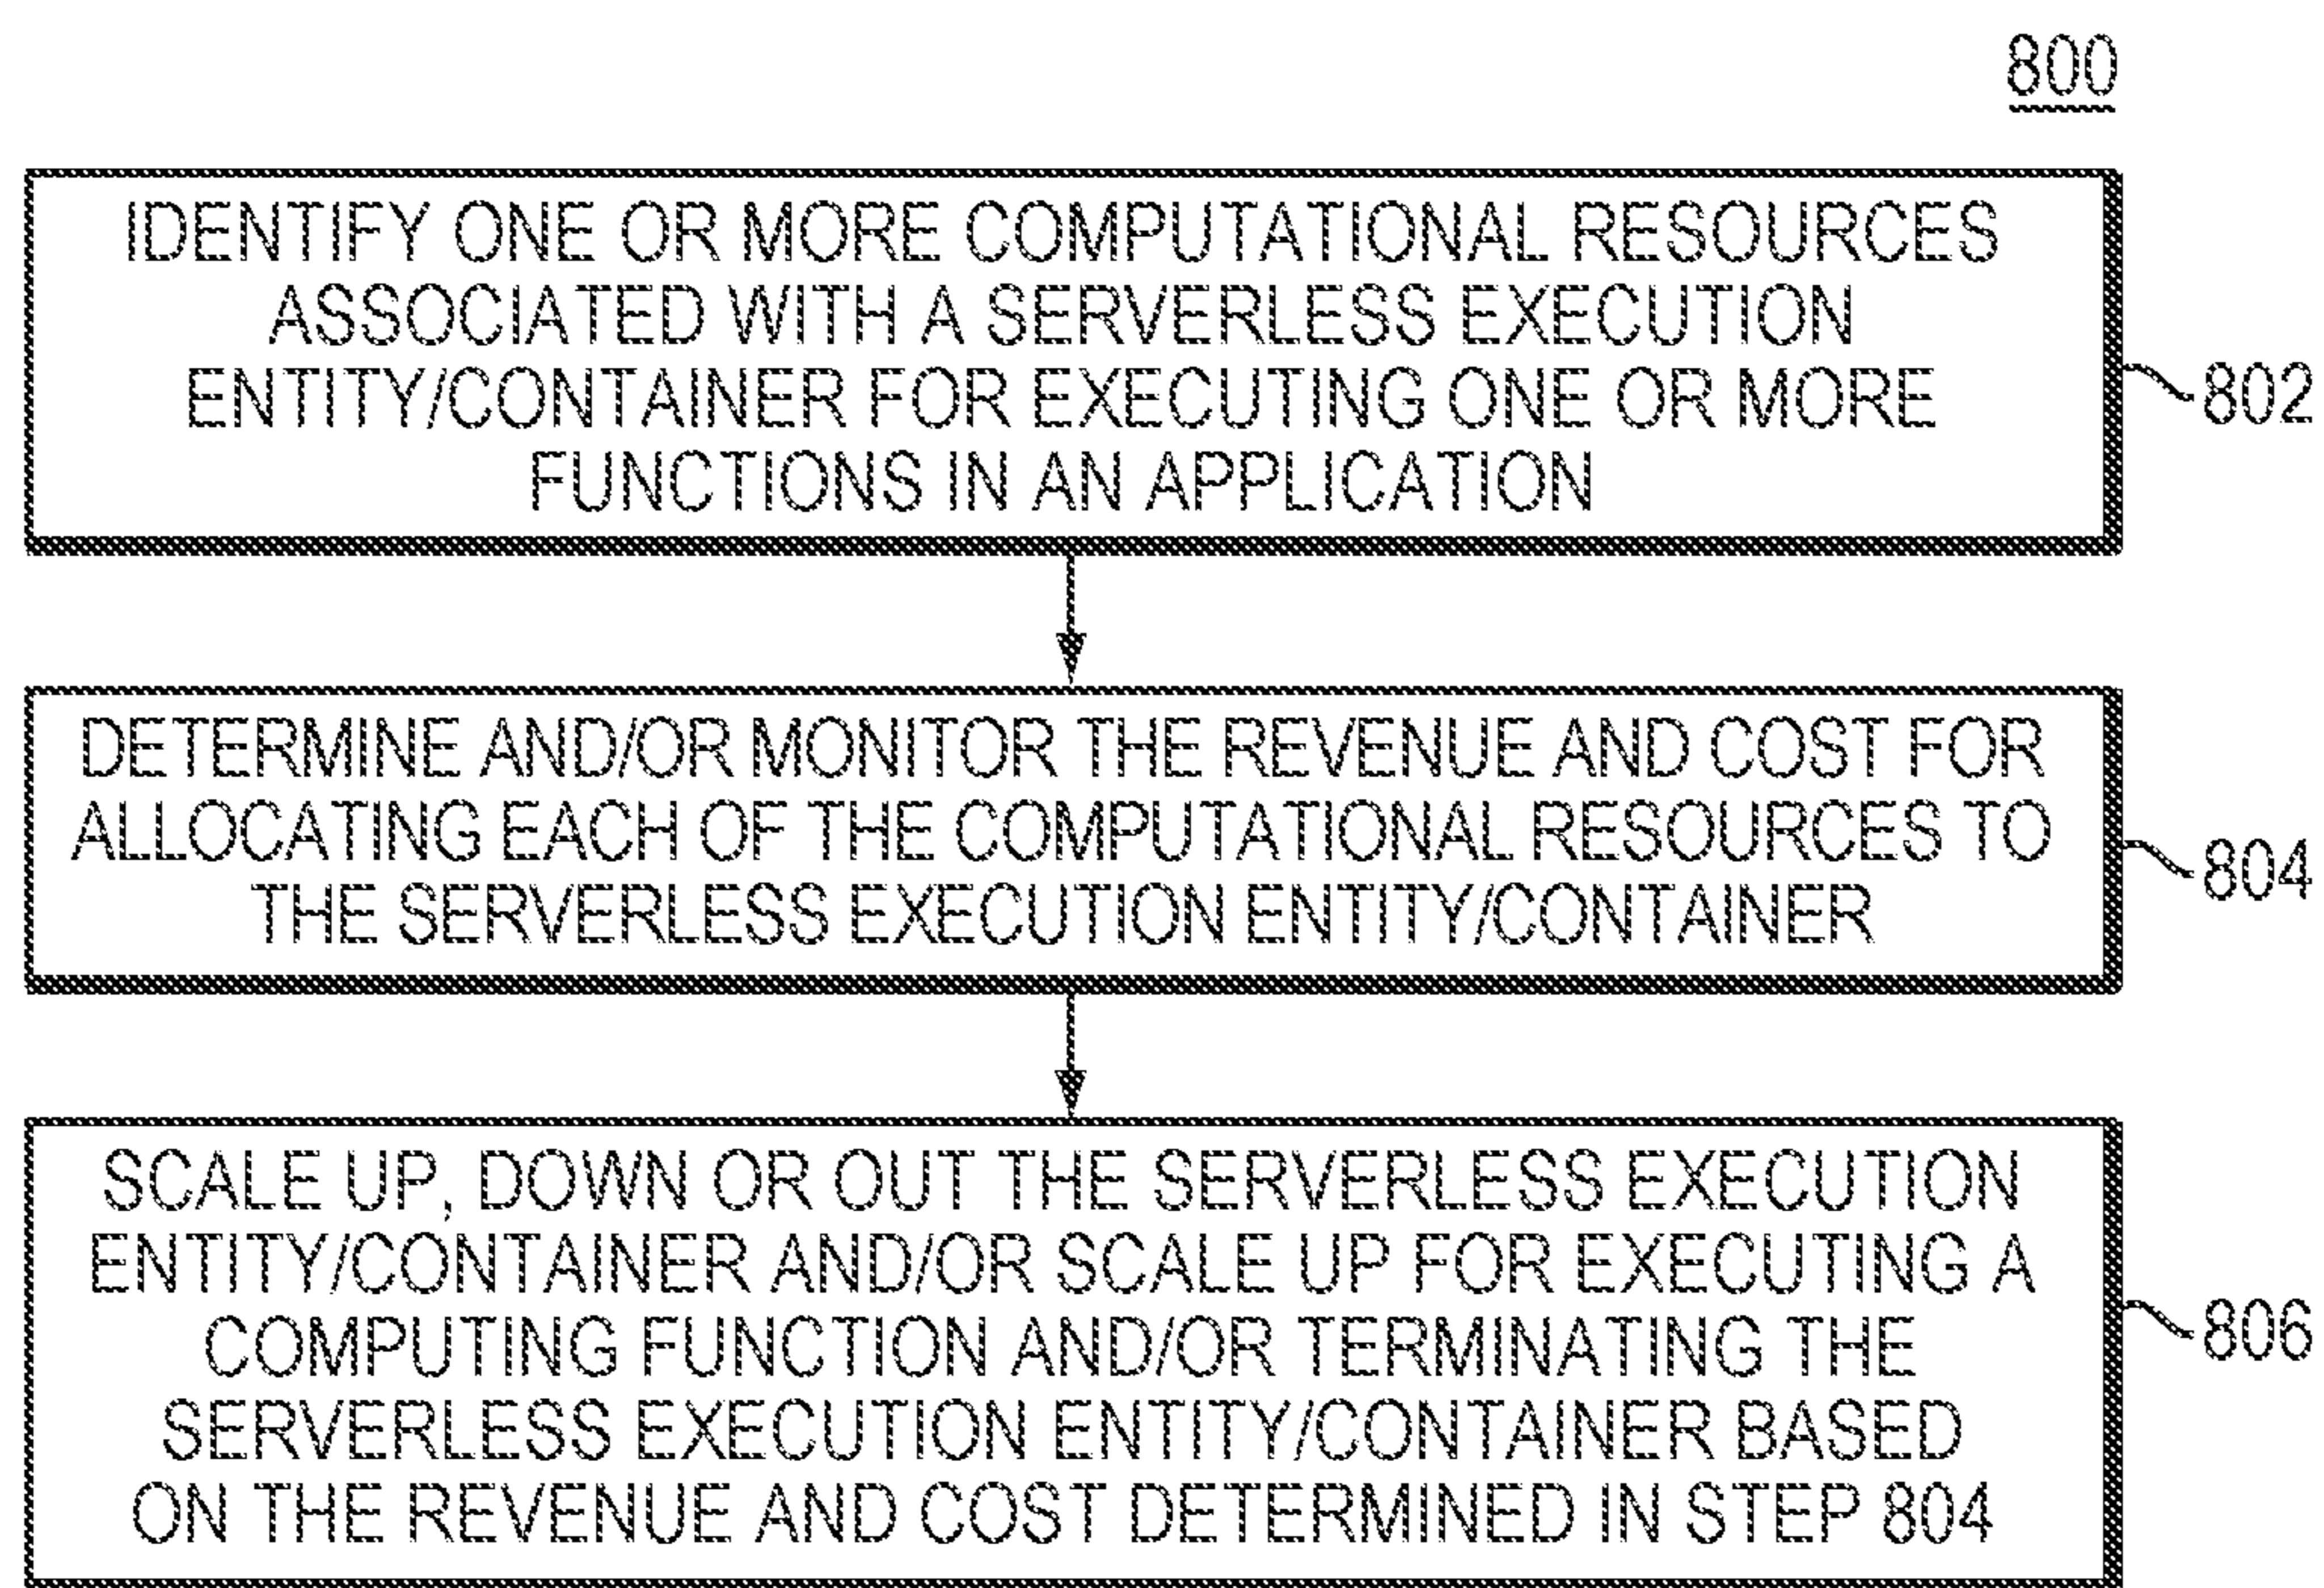 800
IDENTIFY ONE OR MORE COMPUTATIONAL RESOURCES
ASSOCIATED WITH A SERVERLESS EXECUTION
ENTITY/CONTAINER FOR EXECUTING ONE OR MORE
FUNCTIONS IN AN APPLICATION
802
DETERMINE AND/OR MONITOR THE REVENUE AND COST FOR
ALLOCATING EACH OF THE COMPUTATIONAL RESOURCES TO
THE SERVERLESS EXECUTION ENTITY/CONTAINER
804
SCALE UP, DOWN OR OUT THE SERVERLESS EXECUTION
ENTITY/CONTAINER AND/OR SCALE UP FOR EXECUTING A
COMPUTING FUNCTION AND/OR TERMINATING THE
SERVERLESS EXECUTION ENTITY/CONTAINER BASED
ON THE REVENUE AND COST DETERMINED IN STEP 804
806